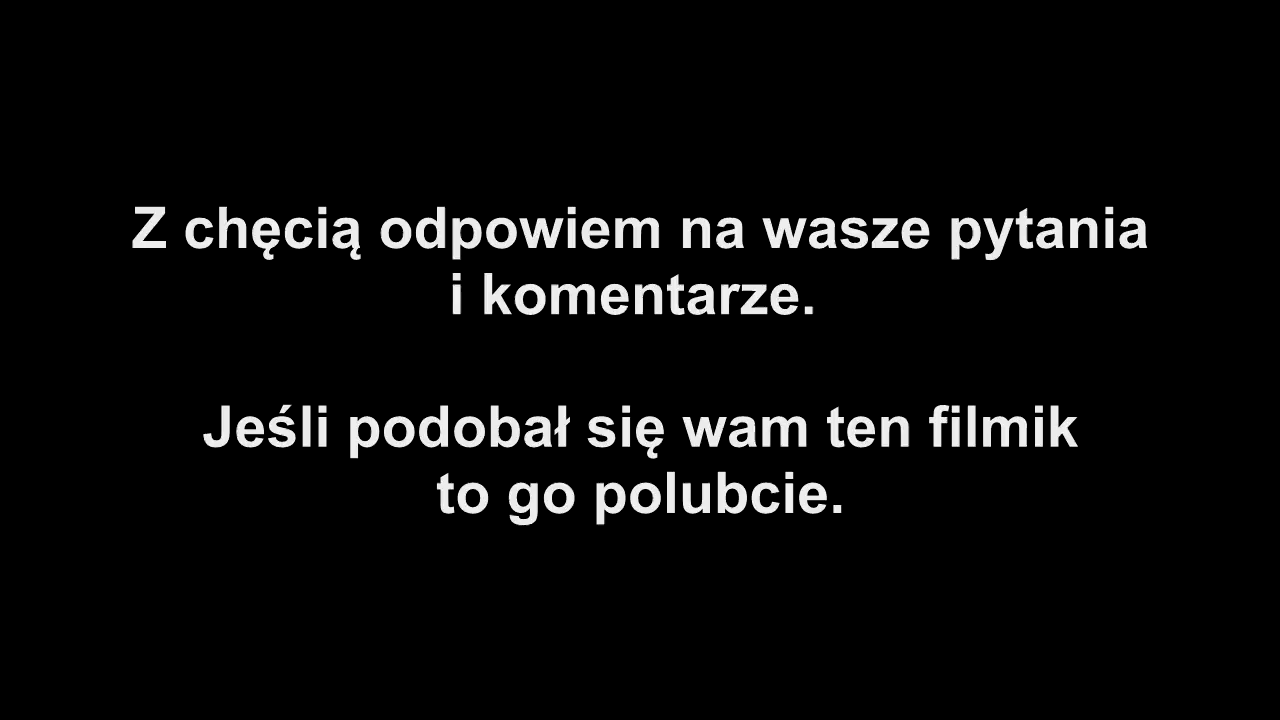 Z chęcią odpowiem na wasze pytania
i komentarze.
Jeśli podobał się wam ten filmik
to go polubcie.